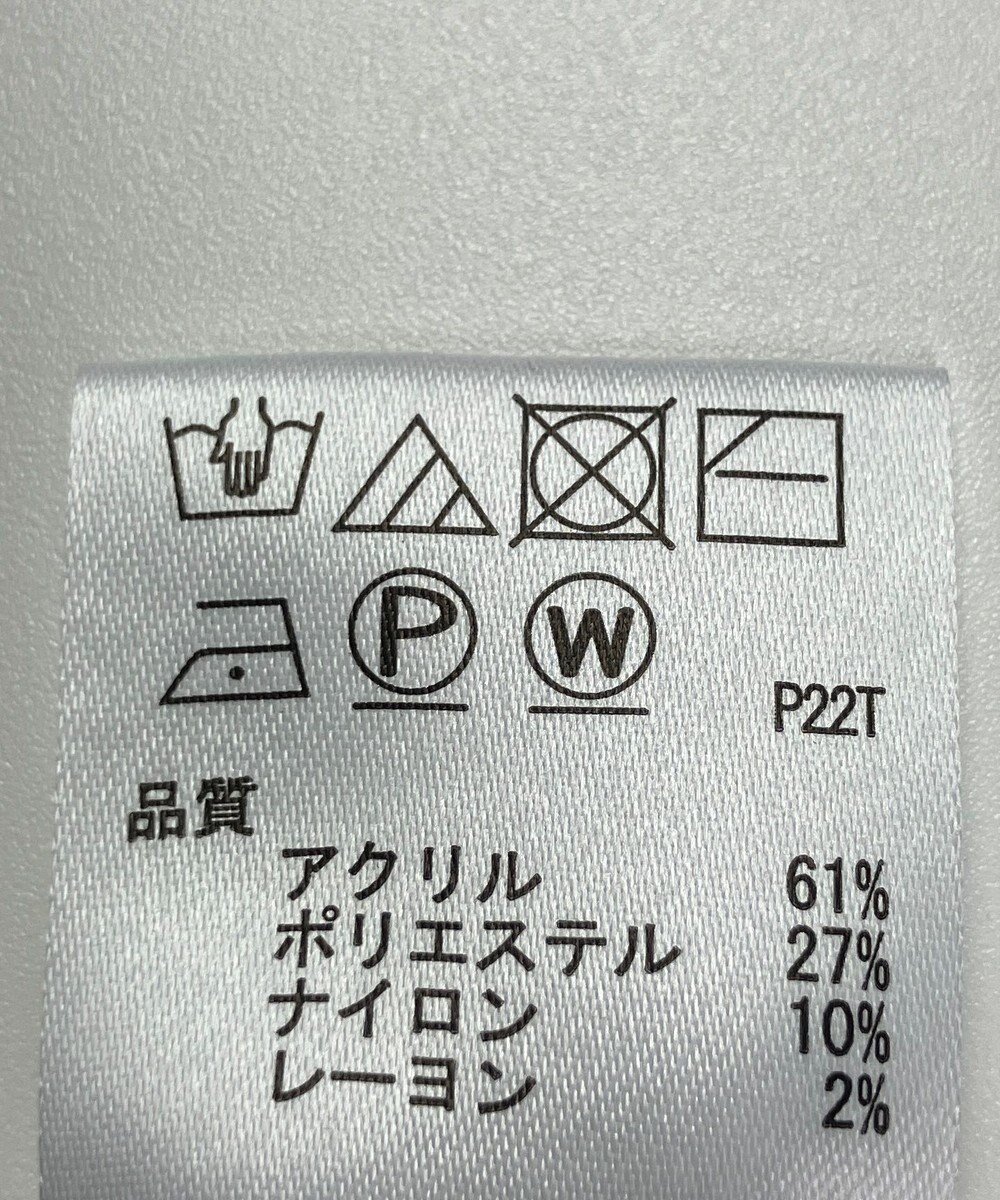 P W P22T
品質
アクリル 61%
ポリエステル 27%
ナイロン 10%
レーヨン 2%